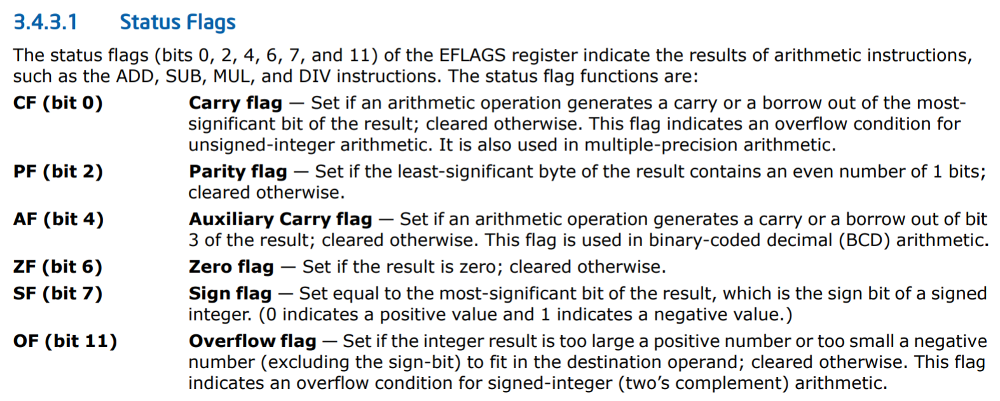 3.4.3.1 Status Flags
The status flags (bits 0, 2, 4, 6, 7, and 11) of the EFLAGS register indicate the results of arithmetic instructions,
such as the ADD, SUB, MUL, and DIV instructions. The status flag functions are:
CF (bit 0) Carry flag — Set if an arithmetic operation generates a carry or a borrow out of the most-
significant bit of the result; cleared otherwise. This flag indicates an overflow condition for
unsigned-integer arithmetic. It is also used in multiple-precision arithmetic.
PF (bit 2) Parity flag — Set if the least-significant byte of the result contains an even number of 1 bits;
cleared otherwise.
AF (bit 4) Auxiliary Carry flag — Set if an arithmetic operation generates a carry or a borrow out of bit
3 of the result; cleared otherwise. This flag is used in binary-coded decimal (BCD) arithmetic.
ZF (bit 6) Zero flag — Set if the result is zero; cleared otherwise.
SF (bit 7) Sign flag — Set equal to the most-significant bit of the result, which is the sign bit of a signed
integer. (0 indicates a positive value and 1 indicates a negative value.)
OF (bit 11) Overflow flag — Set if the integer result is too large a positive number or too small a negative
number (excluding the sign-bit) to fit in the destination operand; cleared otherwise. This flag
indicates an overflow condition for signed-integer (two’s complement) arithmetic.